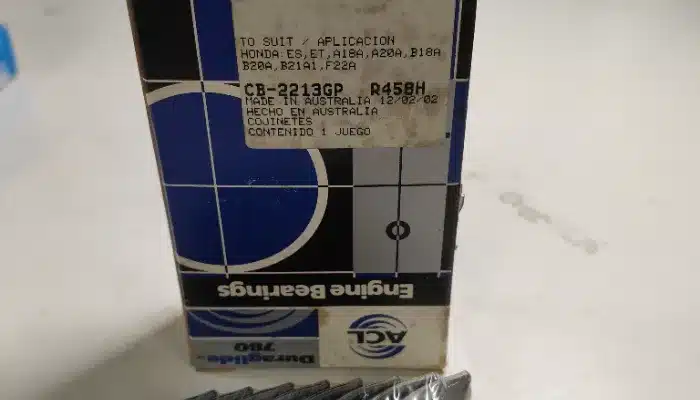 TO SUIT / APLICACION
HONDA:ES,ET,A18A,A20A,B18A
B20A,B21A1,F22A
CB-2213GP R458H
MADE IN AUSTRALIA 12/02/02
HECHO EN AUSTRALIA
COJINETES
CONTENIDO 1 JUEGO
Engine Bearings
ACL
Duraglide
780